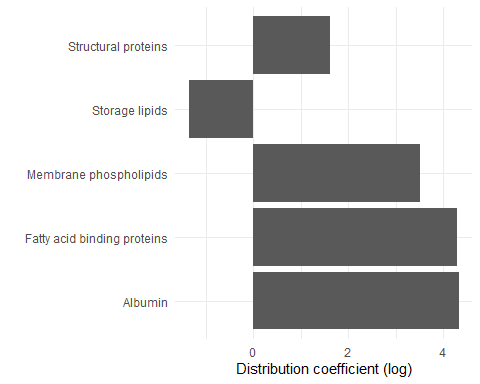 Structural proteins
Storage lipids
Membrane phospholipids
Fatty acid binding proteins
Albumin
0 2 4
Distribution coefficient (log)